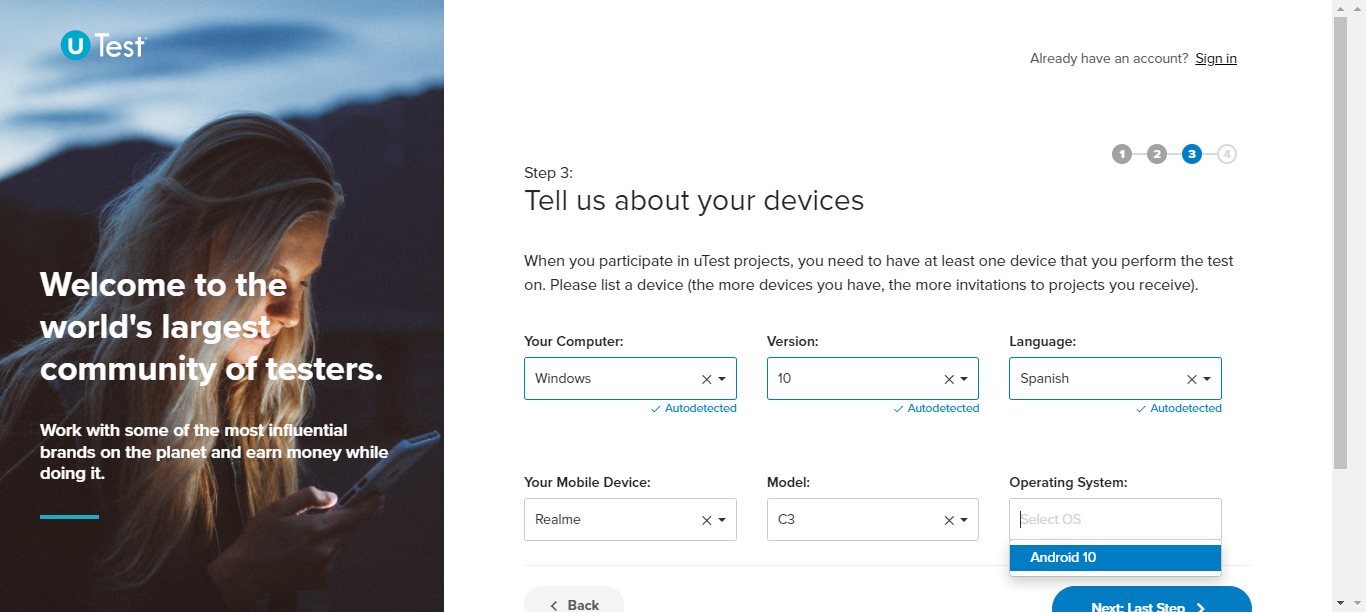 uTest
Already have an account? Sign in
1 2 3 4
Step 3:
Tell us about your devices
When you participate in uTest projects, you need to have at least one device that you perform the test
on. Please list a device (the more devices you have, the more invitations to projects you receive).
Welcome to the
world's largest
community of testers.
Work with some of the most influential
brands on the planet and earn money while
doing it.
Your Computer: Version: Language:
Windows 10 Spanish
Autodetected Autodetected Autodetected
Your Mobile Device: Model: Operating System:
Realme C3 Select OS
Android 10
Back Next: Last Step